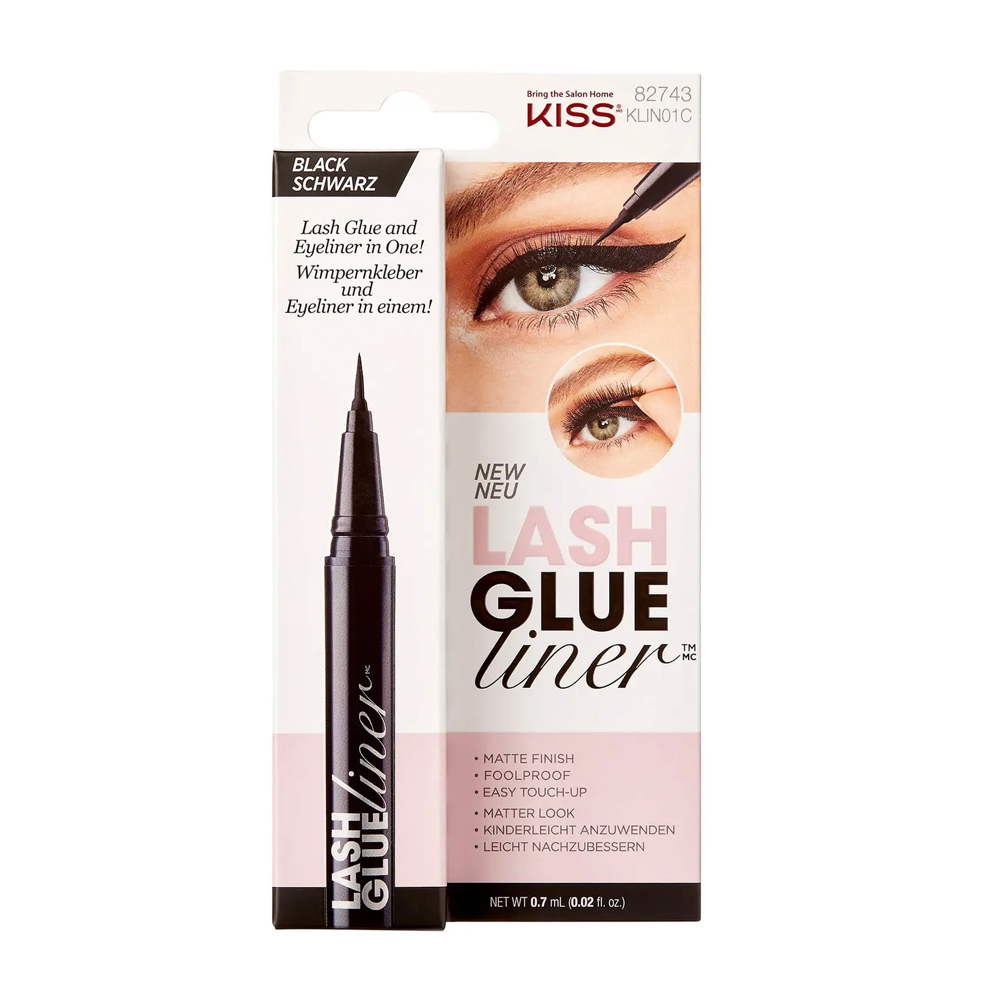 Bring the Salon Home
KISS® MD
82743
KLIN01C
BLACK
SCHWARZ
Lash Glue and
Eyeliner in One!
Wimpernkleber
und
Eyeliner in einem!
LASH
GLUE
liner MC
NEW
NEU
LASH
GLUE
liner TM MC
• MATTE FINISH
• FOOLPROOF
• EASY TOUCH-UP
• MATTER LOOK
• KINDERLEICHT ANZUWENDEN
• LEICHT NACHZUBESSERN
NET WT 0.7 mL (0.02 fl. oz.)